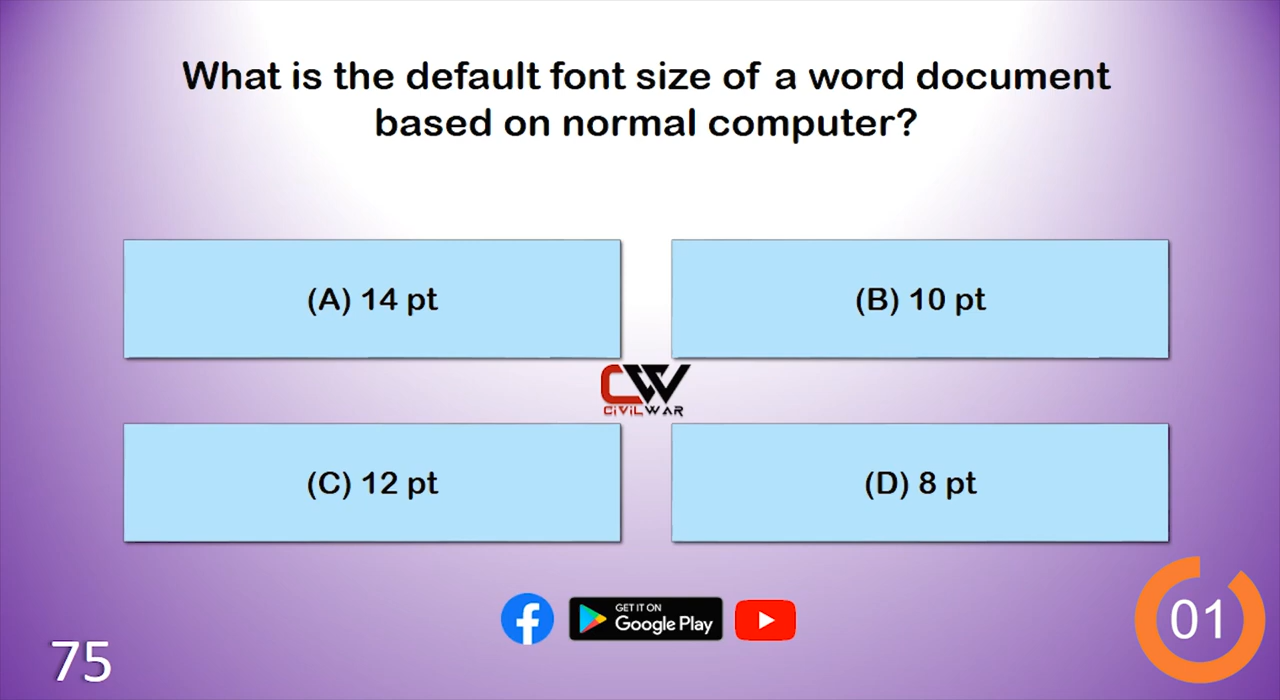 What is the default font size of a word document
based on normal computer?
(A) 14 pt
(B) 10 pt
CW
CiViLWAR
(C) 12 pt
(D) 8 pt
GET IT ON
Google Play
75
01